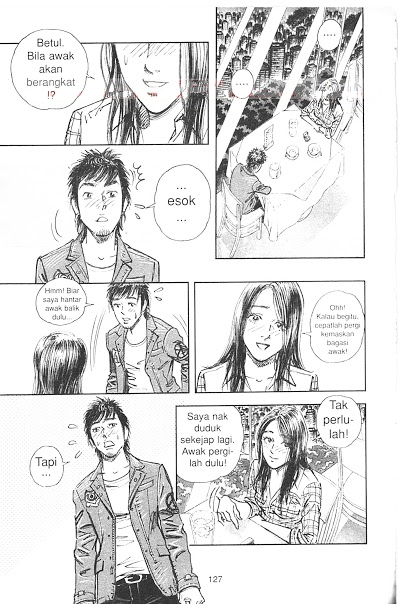 .....
.....
Betul.
Bila awak
akan
berangkat
!?
...
esok
...
Ohh!
Kalau begitu,
cepatlah pergi
kemaskan
bagasi
awak!
Hmm! Biar
saya hantar
awak balik
dulu...
Tak
perlu-
lah!
Saya nak
duduk
sekejap lagi.
Awak pergi-
lah dulu!
Tapi
...
127